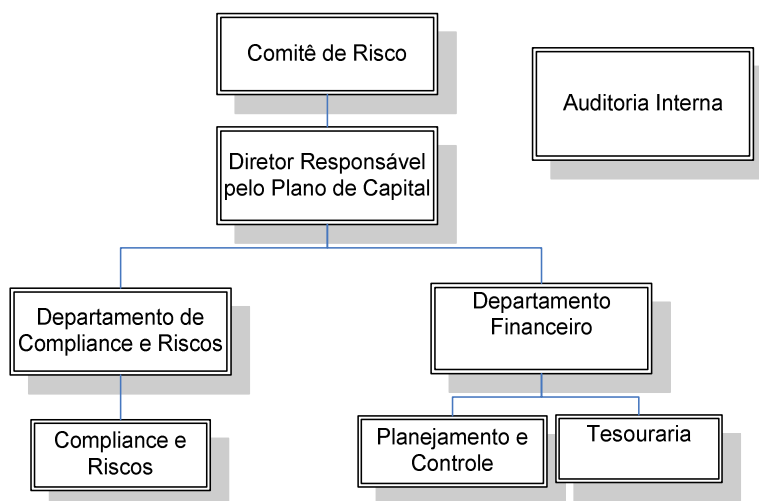 Comitê de Risco
Auditoria Interna
Diretor Responsável
pelo Plano de Capital
Departamento de
Compliance e Riscos
Departamento
Financeiro
Compliance e
Riscos
Planejamento e
Controle
Tesouraria